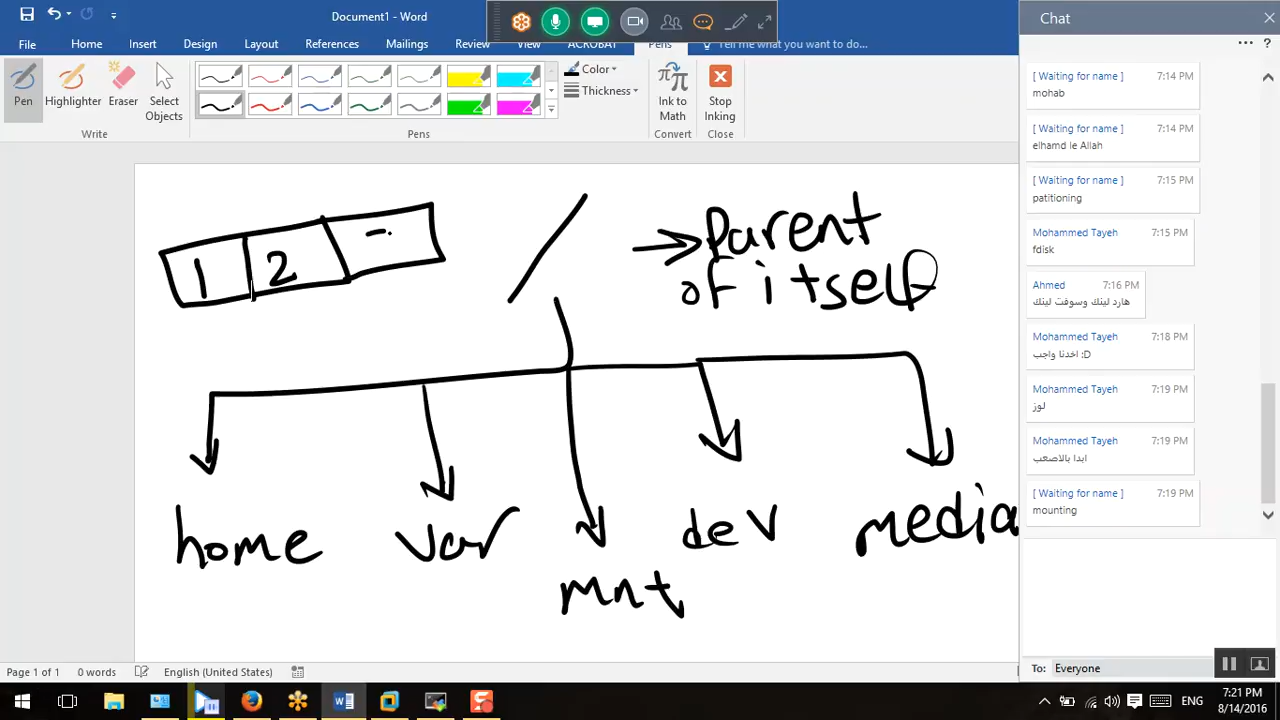 Document1 - Word
File
Home
Insert
Design
Layout
References
Mailings
Review
View
ACROBAT
Pens
Tell me what you want to do...
Pen
Highlighter
Eraser
Select
Objects
Color
Thickness
Ink to
Math
Stop
Inking
Write
Pens
Convert
Close
1 2
/
→ Parent
of itself
home
var
mnt
dev
media
Chat
?
[ Waiting for name ] 7:14 PM
mohab
[ Waiting for name ] 7:14 PM
elhamd le Allah
[ Waiting for name ] 7:15 PM
patitioning
Mohammed Tayeh 7:15 PM
fdisk
Ahmed 7:16 PM
هارد لينك وسوفت لينك
Mohammed Tayeh 7:18 PM
اخدنا واجب :D
Mohammed Tayeh 7:19 PM
لوز
Mohammed Tayeh 7:19 PM
ابدا بالاصعب
[ Waiting for name ] 7:19 PM
mounting
To: Everyone
Page 1 of 1
0 words
English (United States)
ENG
7:21 PM
8/14/2016